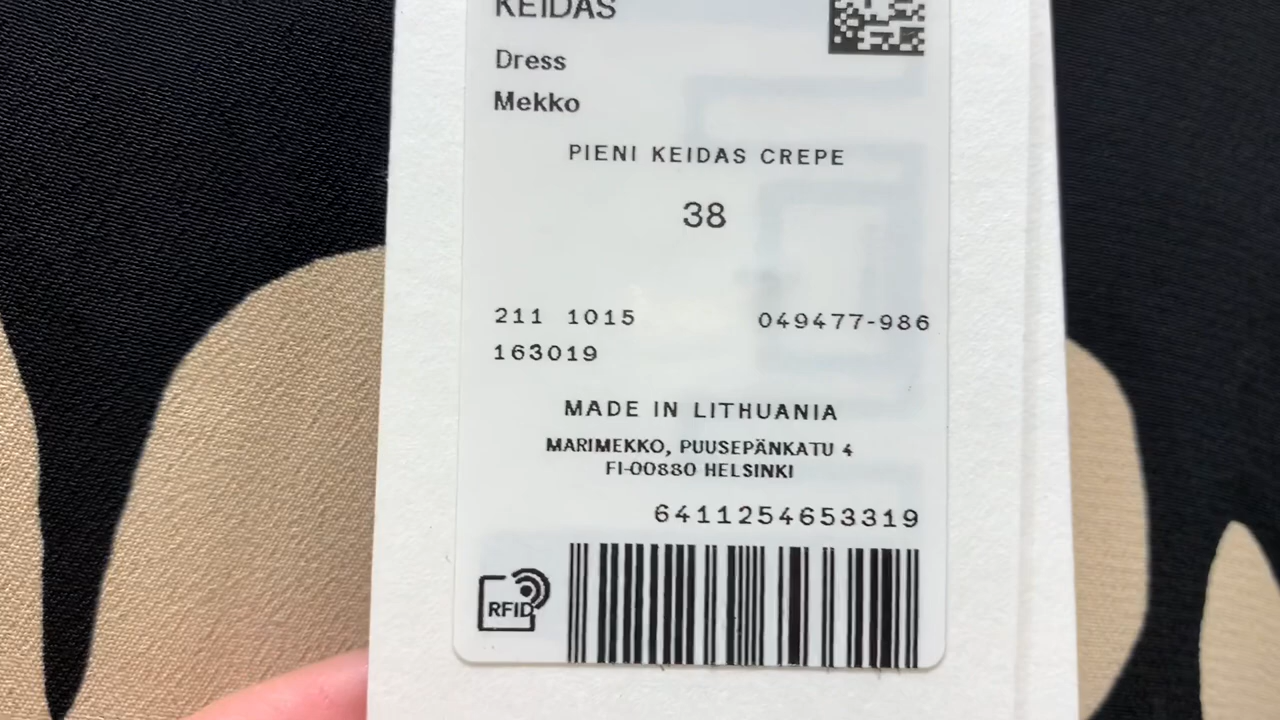 KEIDAS
Dress
Mekko
PIENI KEIDAS CREPE
38
211 1015 049477-986
163019
MADE IN LITHUANIA
MARIMEKKO, PUUSEPÄNKATU 4
FI-00880 HELSINKI
6411254653319
RFID